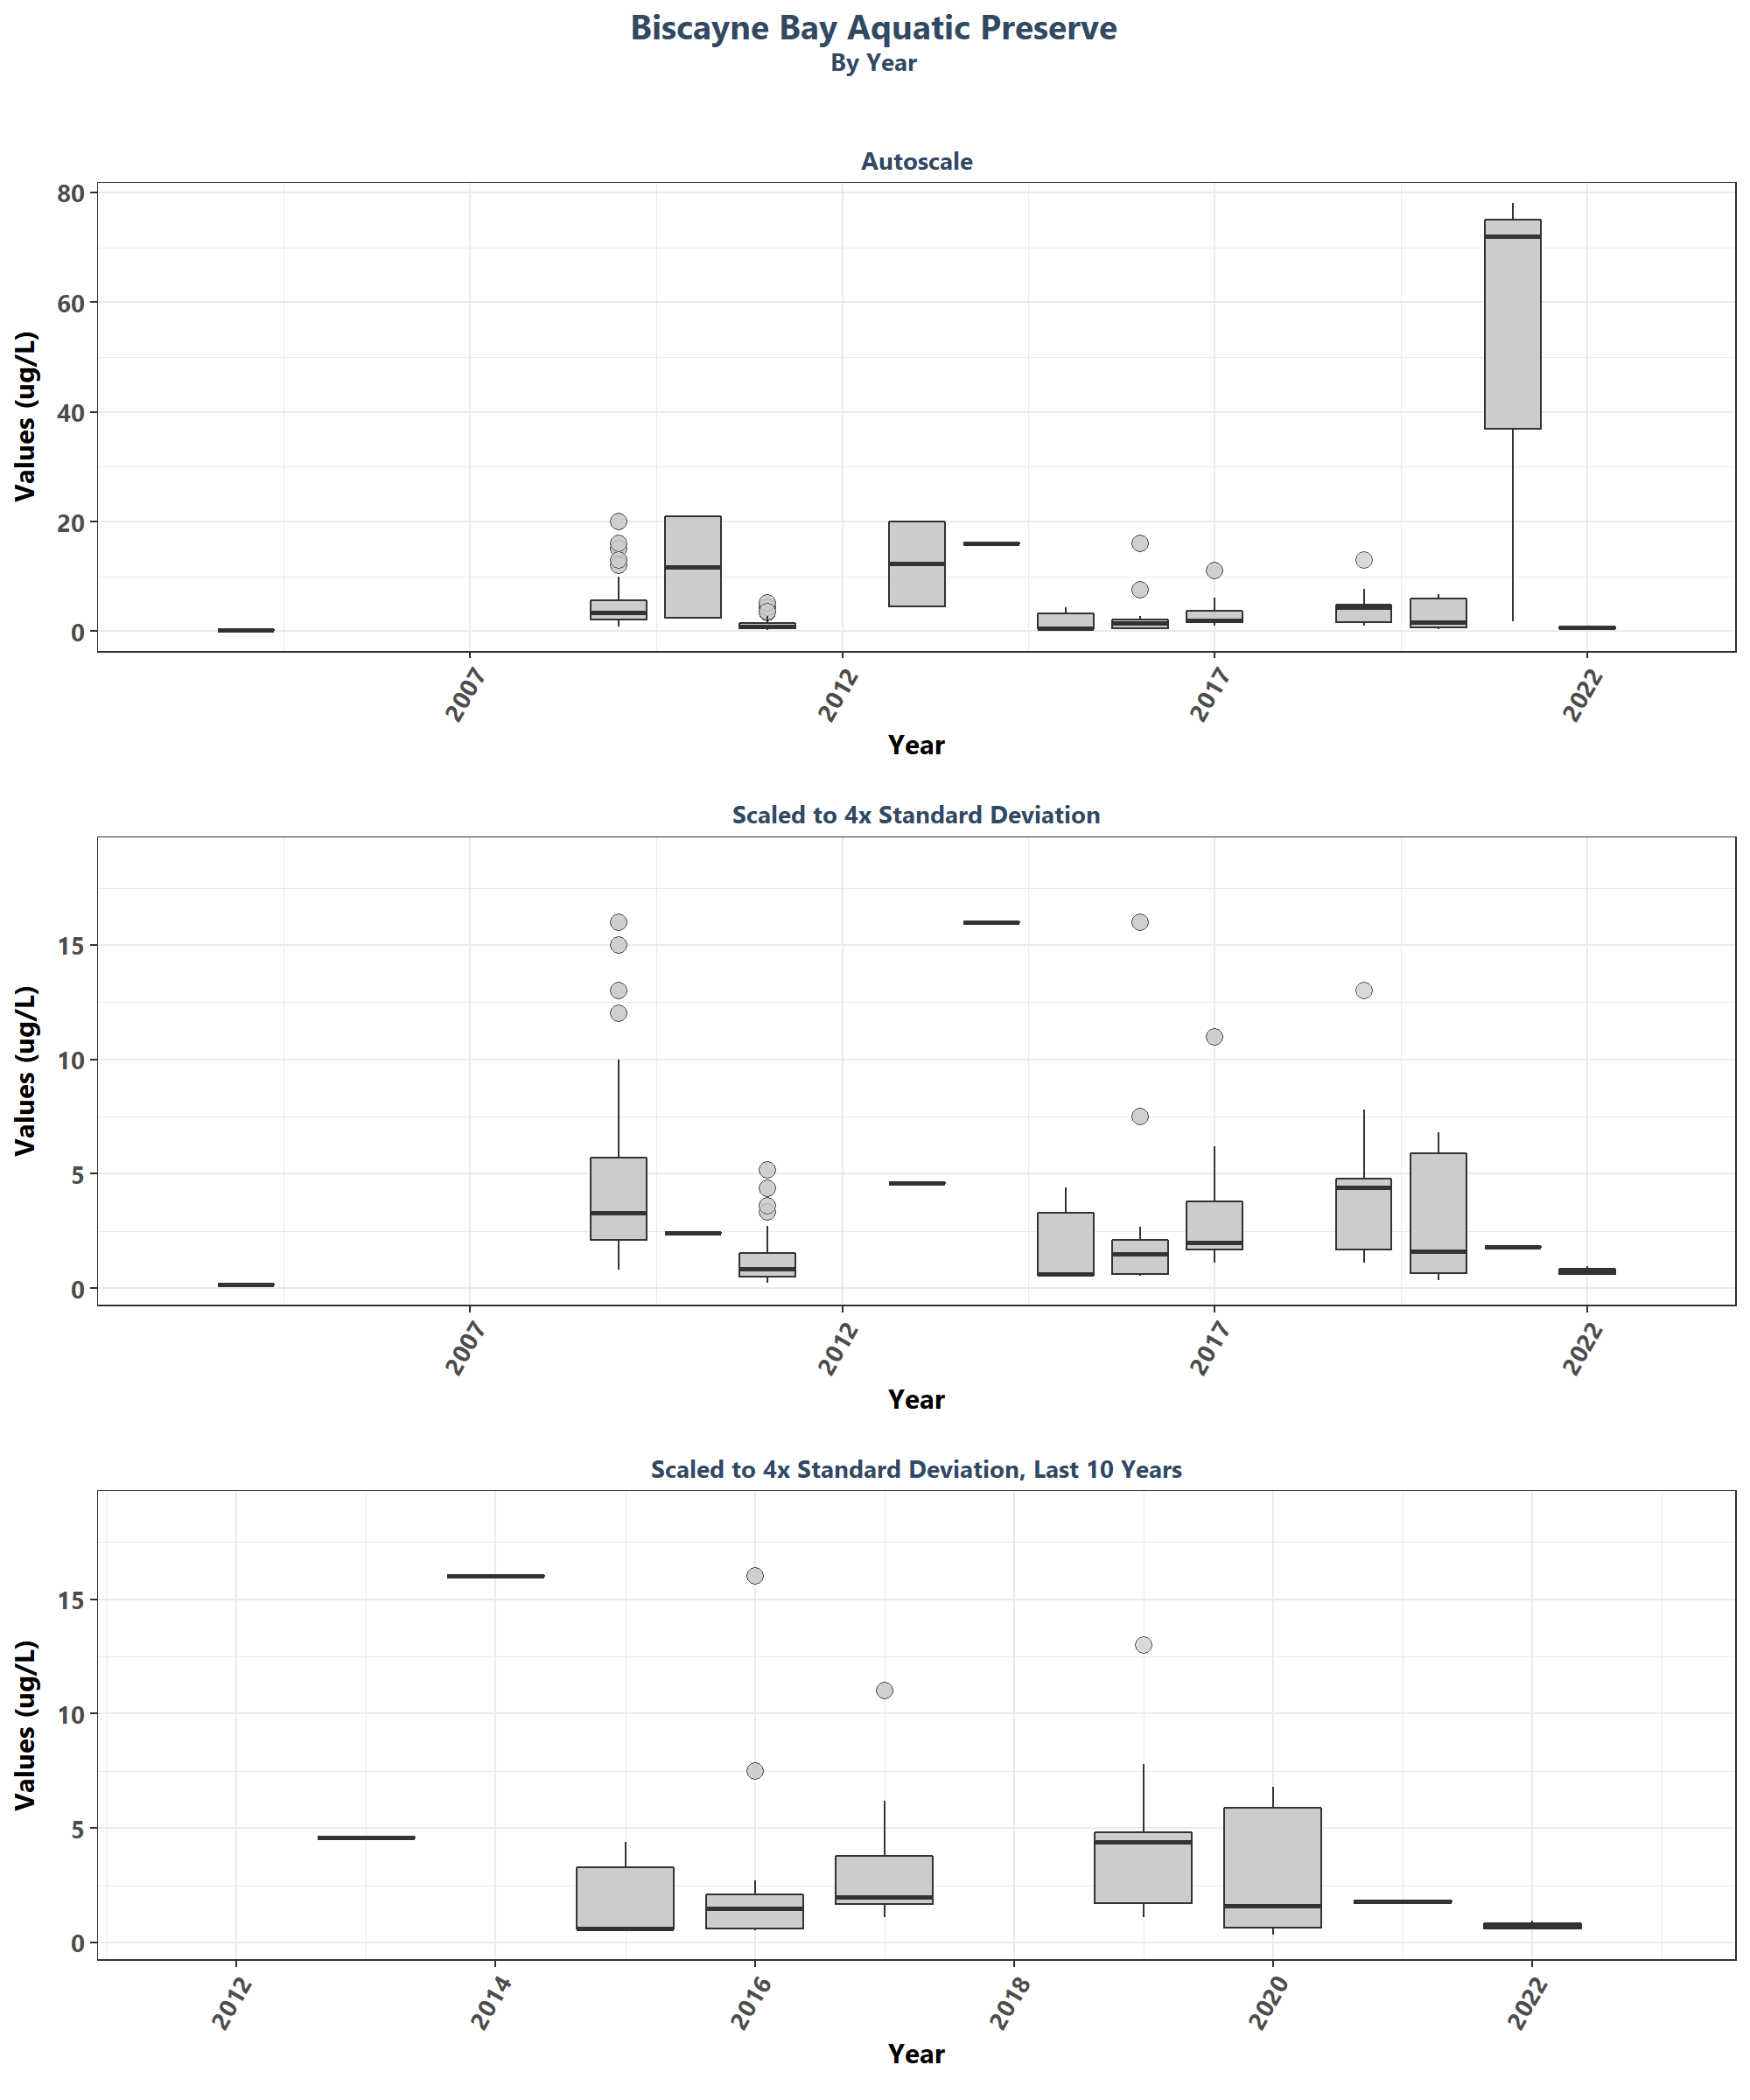 Biscayne Bay Aquatic Preserve
By Year
Autoscale
Values (ug/L)
80
60
40
20
0
2007 2012 2017 2022
Year
Scaled to 4x Standard Deviation
Values (ug/L)
15
10
5
0
2007 2012 2017 2022
Year
Scaled to 4x Standard Deviation, Last 10 Years
Values (ug/L)
15
10
5
0
2012 2014 2016 2018 2020 2022
Year